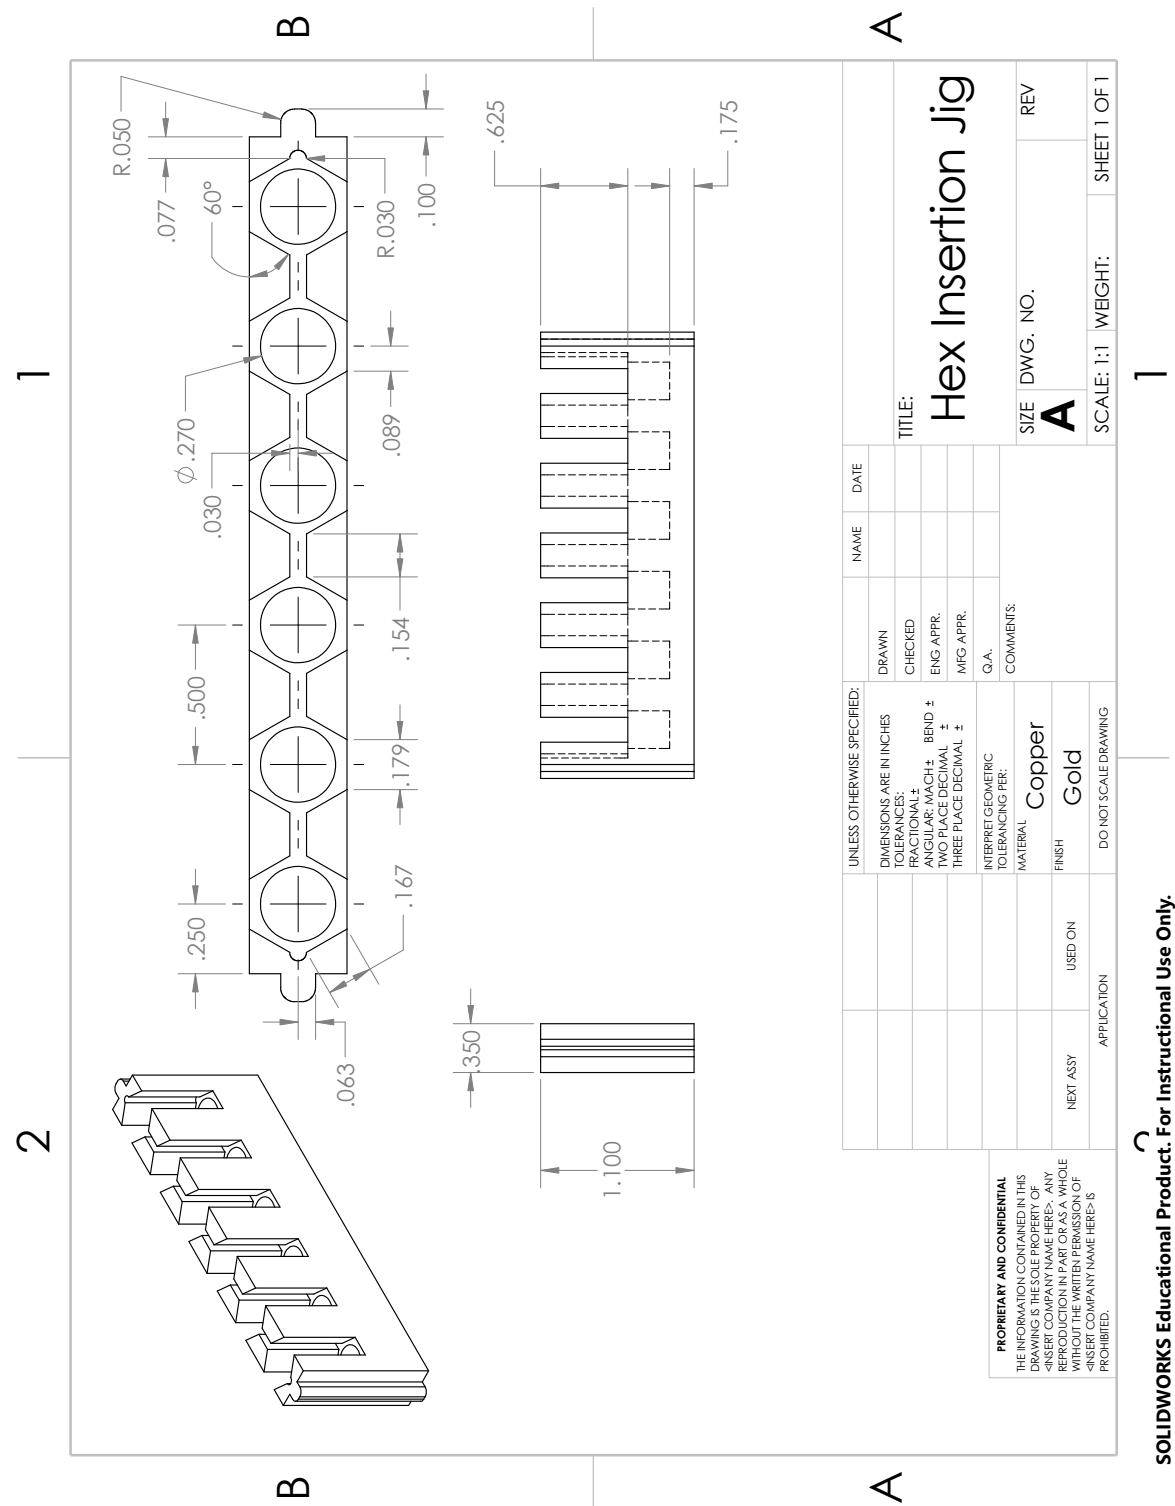 2
1
B
B
A
A
1
R.050
.077
60°
Ø.270
.030
.500
.250
R.030
.100
.089
.154
.179
.167
.063
.625
.175
.350
1.100
PROPRIETARY AND CONFIDENTIAL
THE INFORMATION CONTAINED IN THIS
DRAWING IS THE SOLE PROPERTY OF
<INSERT COMPANY NAME HERE>. ANY
REPRODUCTION IN PART OR AS A WHOLE
WITHOUT THE WRITTEN PERMISSION OF
<INSERT COMPANY NAME HERE> IS
PROHIBITED.
NEXT ASSY
USED ON
APPLICATION
UNLESS OTHERWISE SPECIFIED:
DIMENSIONS ARE IN INCHES
TOLERANCES:
FRACTIONAL ±
ANGULAR: MACH ± BEND ±
TWO PLACE DECIMAL ±
THREE PLACE DECIMAL ±
INTERPRET GEOMETRIC
TOLERANCING PER:
MATERIAL
Copper
FINISH
Gold
DO NOT SCALE DRAWING
NAME
DATE
DRAWN
CHECKED
ENG APPR.
MFG APPR.
Q.A.
COMMENTS:
TITLE:
Hex Insertion Jig
SIZE
A
DWG. NO.
REV
SCALE: 1:1
WEIGHT:
SHEET 1 OF 1
SOLIDWORKS Educational Product. For Instructional Use Only.